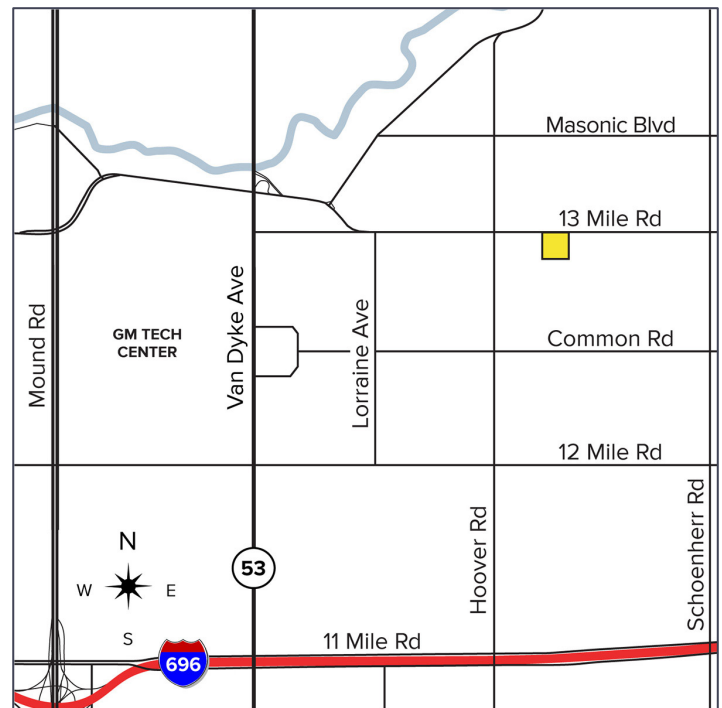 Masonic Blvd
13 Mile Rd
Mound Rd
GM TECH
CENTER
Van Dyke Ave
Lorraine Ave
Common Rd
12 Mile Rd
Hoover Rd
Schoenherr Rd
N
W
E
S
53
11 Mile Rd
696